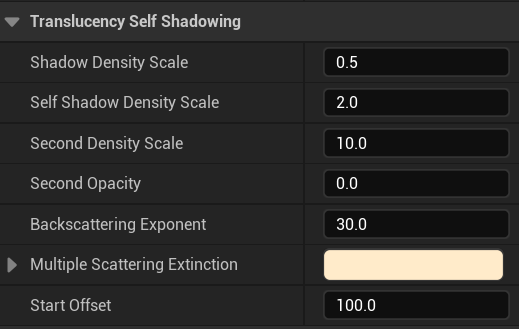 Translucency Self Shadowing
Shadow Density Scale 0.5
Self Shadow Density Scale 2.0
Second Density Scale 10.0
Second Opacity 0.0
Backscattering Exponent 30.0
Multiple Scattering Extinction
Start Offset 100.0